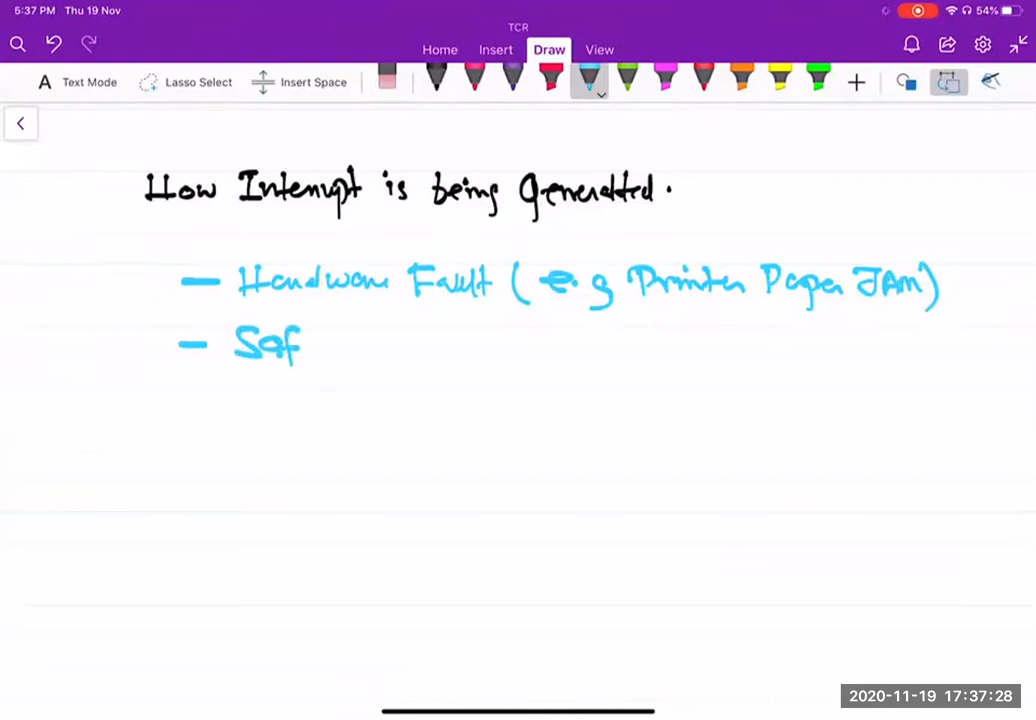 5:37 PM Thu 19 Nov
54%
TCR
Home Insert Draw View
A Text Mode Lasso Select Insert Space
How Interrupt is being Generatted.
— Hardware Fault (e.g Printer Paper JAM)
— Sof
2020-11-19 17:37:28